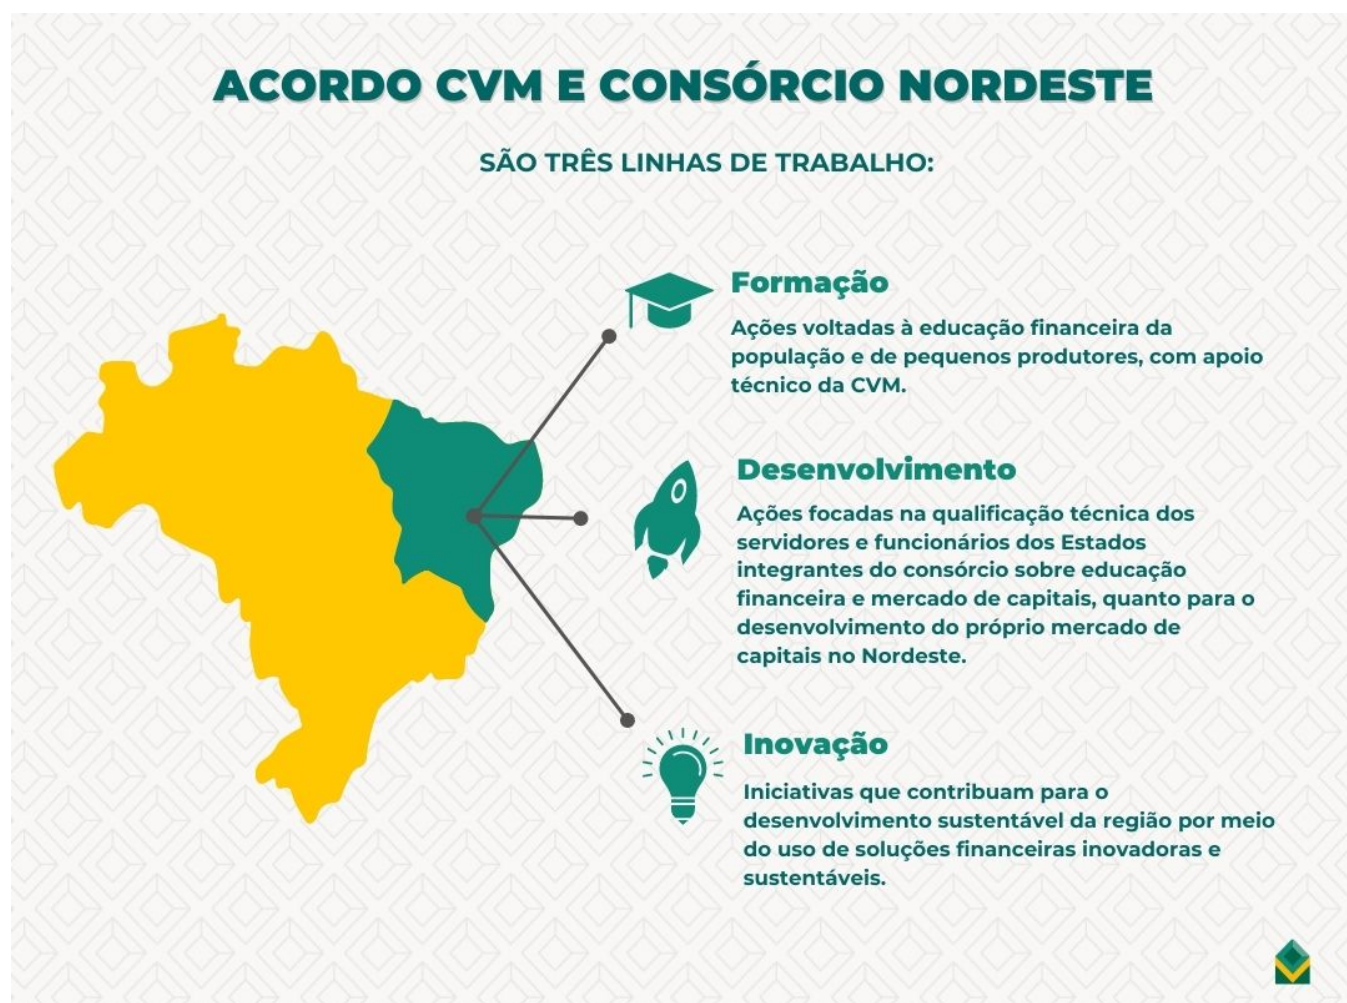 ACORDO CVM E CONSÓRCIO NORDESTE
SÃO TRÊS LINHAS DE TRABALHO:
Formação
Ações voltadas à educação financeira da
população e de pequenos produtores, com apoio
técnico da CVM.
Desenvolvimento
Ações focadas na qualificação técnica dos
servidores e funcionários dos Estados
integrantes do consórcio sobre educação
financeira e mercado de capitais, quanto para o
desenvolvimento do próprio mercado de
capitais no Nordeste.
Inovação
Iniciativas que contribuam para o
desenvolvimento sustentável da região por meio
do uso de soluções financeiras inovadoras e
sustentáveis.